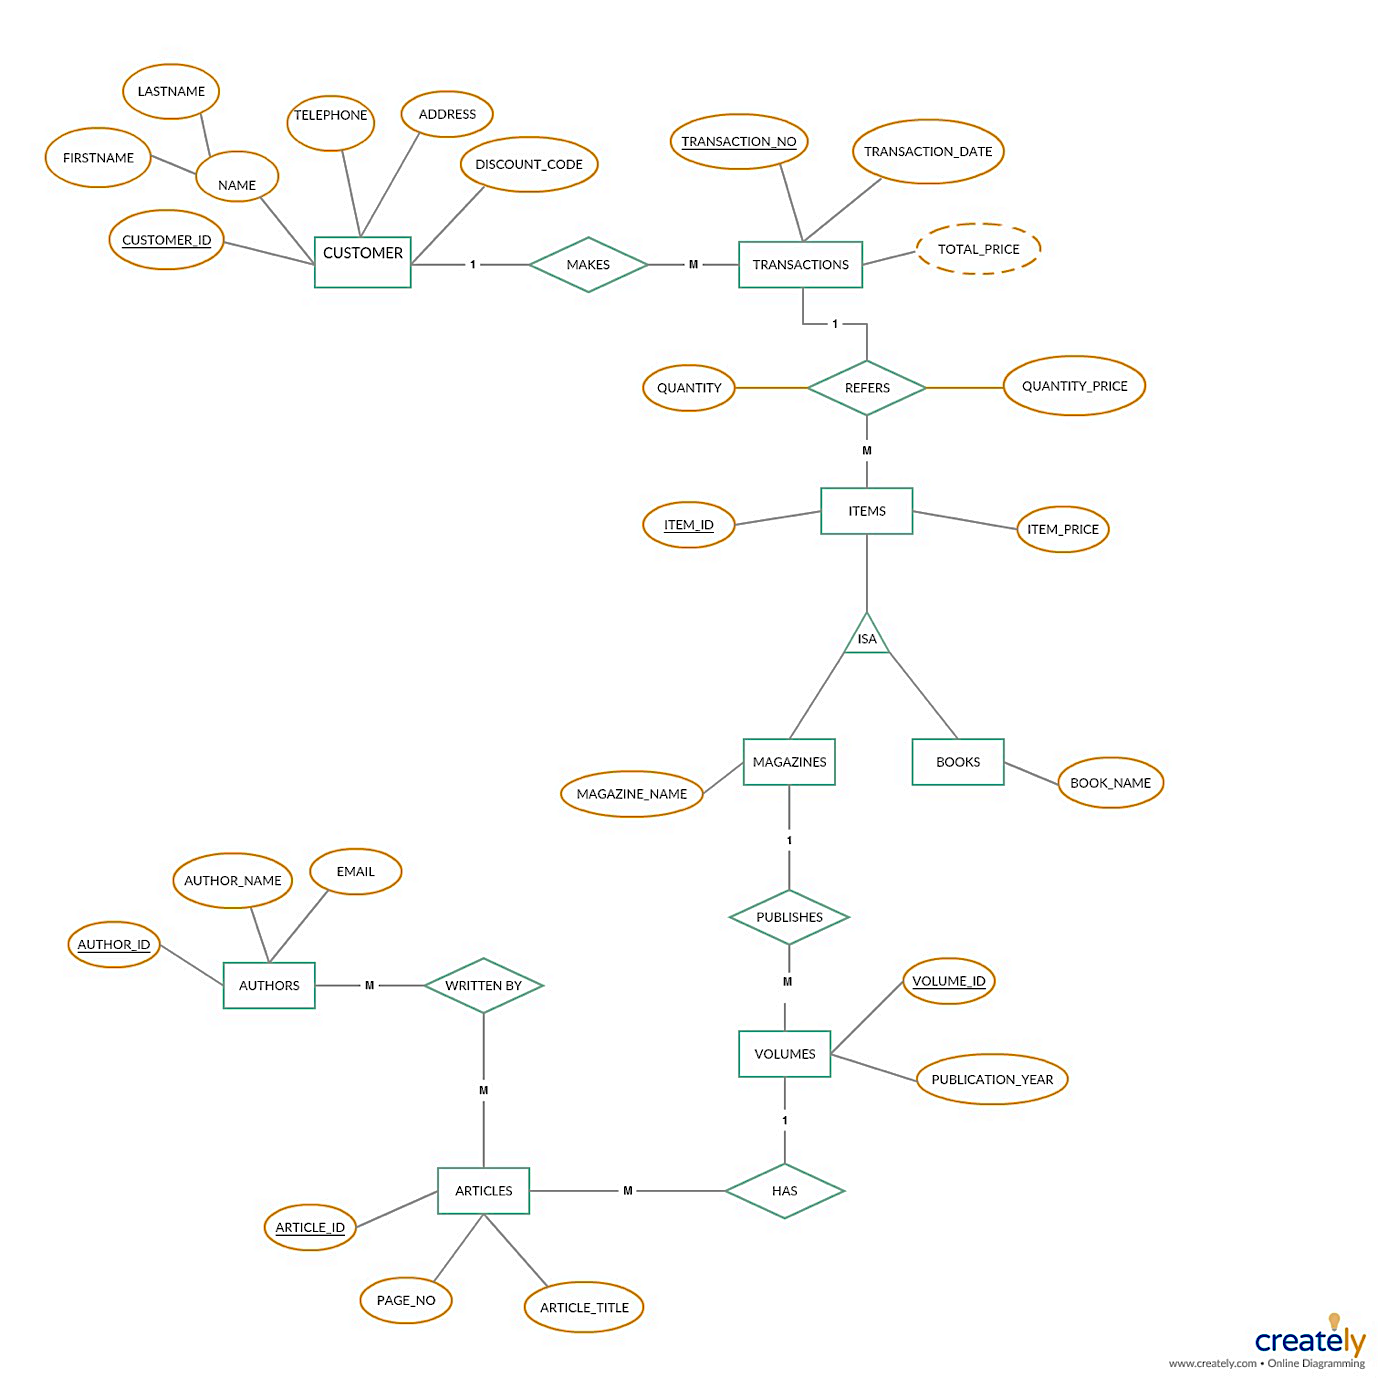 LASTNAME
TELEPHONE
ADDRESS
FIRSTNAME
NAME
DISCOUNT_CODE
TRANSACTION_NO
TRANSACTION_DATE
CUSTOMER_ID
CUSTOMER
1
MAKES
M
TRANSACTIONS
TOTAL_PRICE
1
QUANTITY
REFERS
QUANTITY_PRICE
M
ITEM_ID
ITEMS
ITEM_PRICE
ISA
MAGAZINES
BOOKS
MAGAZINE_NAME
BOOK_NAME
1
AUTHOR_NAME
EMAIL
PUBLISHES
AUTHOR_ID
AUTHORS
M
WRITTEN BY
M
VOLUME_ID
VOLUMES
PUBLICATION_YEAR
M
1
ARTICLES
M
HAS
ARTICLE_ID
PAGE_NO
ARTICLE_TITLE
creately
www.creately.com • Online Diagramming